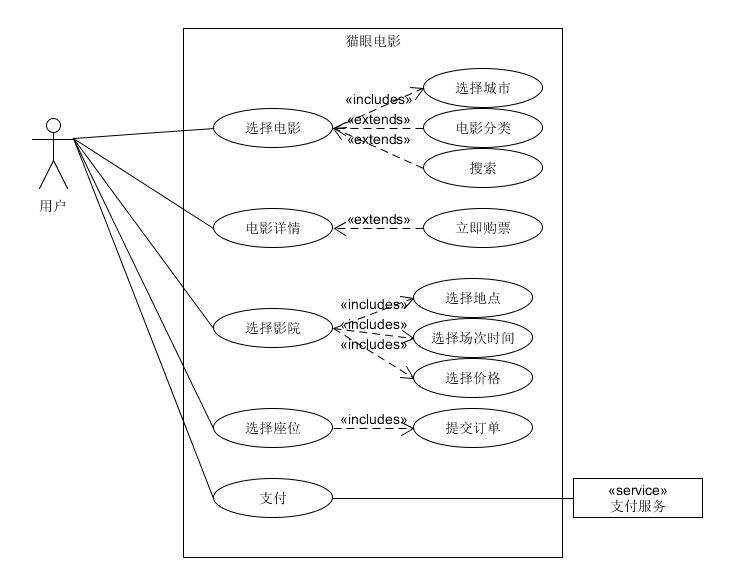 猫眼电影
选择城市
«includes»
«extends»
选择电影
电影分类
«extends»
搜索
用户
电影详情
«extends»
立即购票
«includes»
选择地点
选择影院
«includes»
选择场次时间
«includes»
选择价格
选择座位
«includes»
提交订单
支付
«service»
支付服务